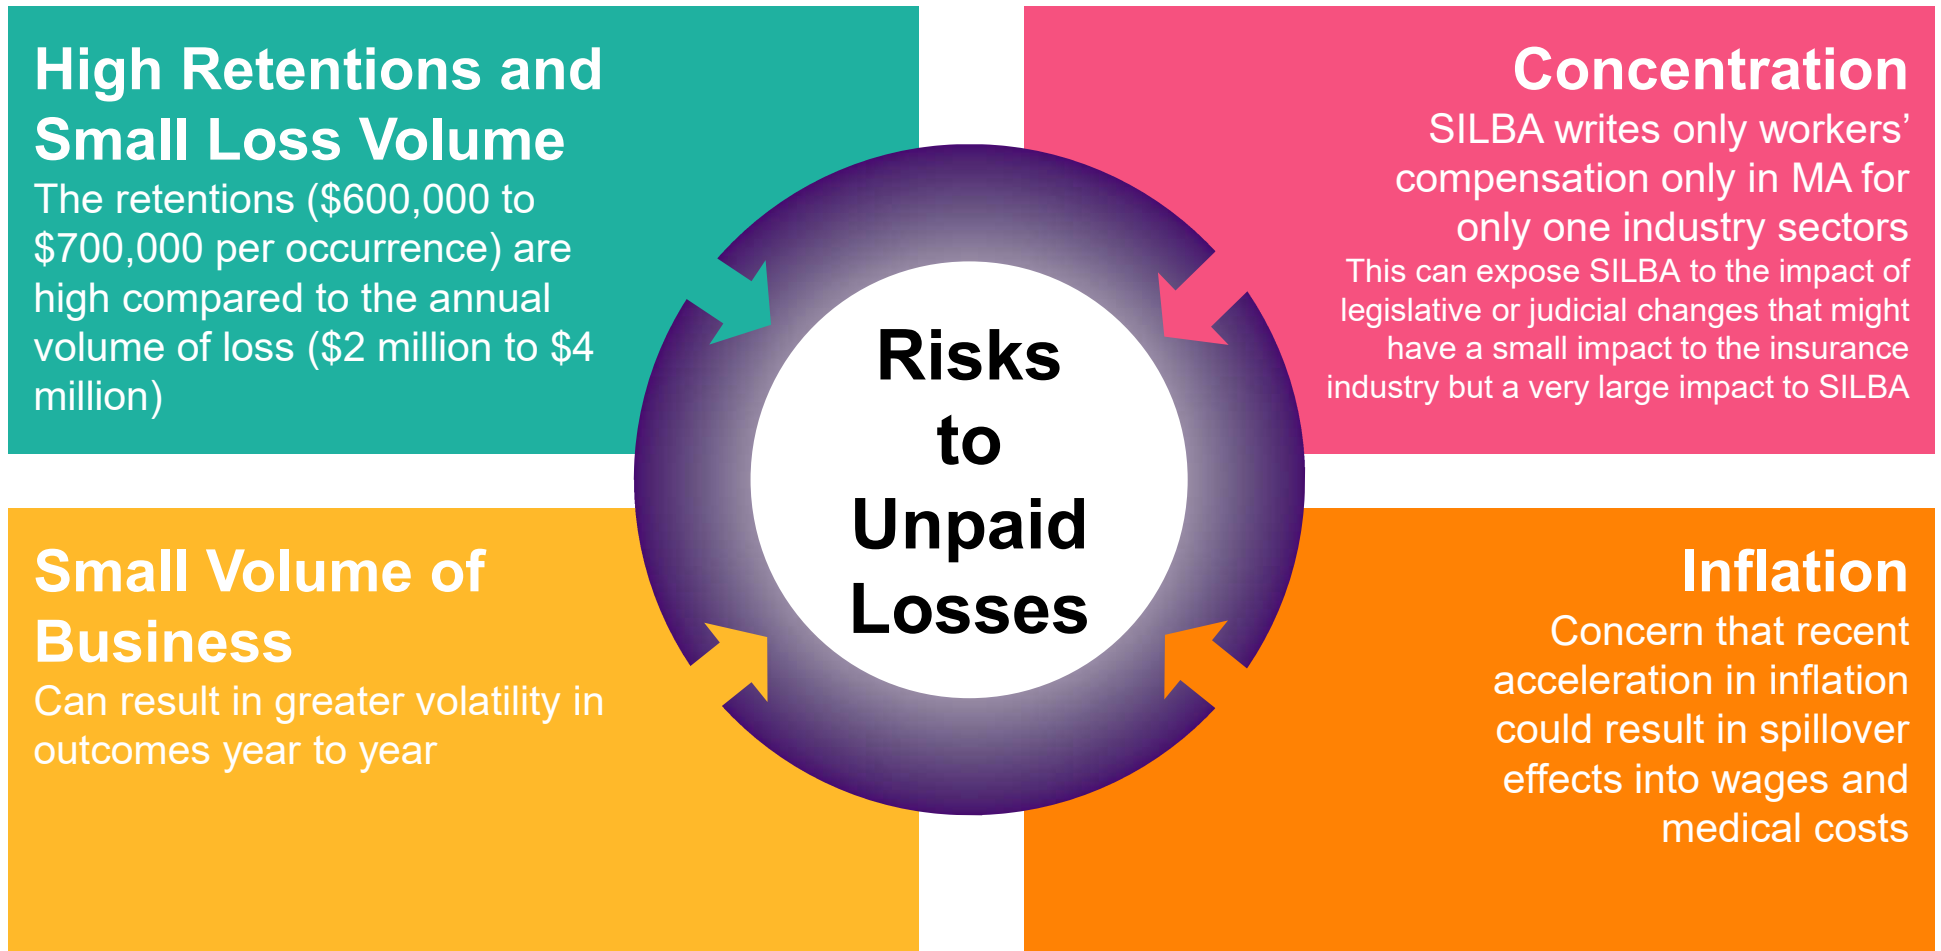 High Retentions and
Small Loss Volume
The retentions ($600,000 to
$700,000 per occurrence) are
high compared to the annual
volume of loss ($2 million to $4
million)
Concentration
SILBA writes only workers’
compensation only in MA for
only one industry sectors
This can expose SILBA to the impact of
legislative or judicial changes that might
have a small impact to the insurance
industry but a very large impact to SILBA
Risks
to
Unpaid
Losses
Small Volume of
Business
Can result in greater volatility in
outcomes year to year
Inflation
Concern that recent
acceleration in inflation
could result in spillover
effects into wages and
medical costs